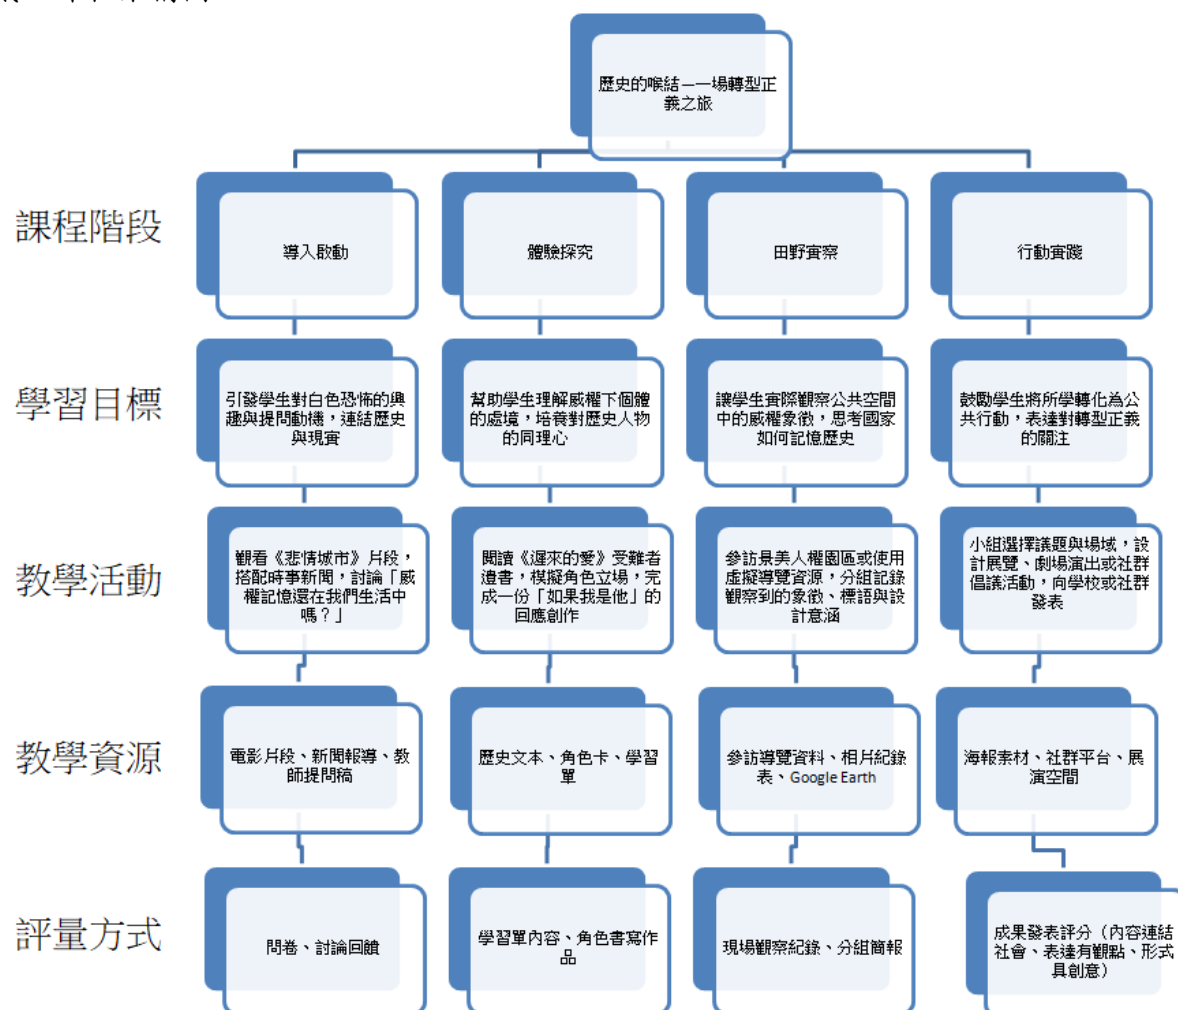 歷史的喉結—一場轉型正
義之旅
課程階段
導入啟動
體驗探究
田野實察
行動實踐
學習目標
引發學生對白色恐怖的興
趣與提問動機，連結歷史
與現實
幫助學生理解威權下個體
的處境，培養對歷史人物
的同理心
讓學生實際觀察公共空間
中的威權象徵，思考國家
如何記憶歷史
鼓勵學生將所學轉化為公
共行動，表達對轉型正義
的關注
教學活動
觀看《悲情城市》片段，
搭配時事新聞，討論「威
權記憶還在我們生活中
嗎？」
閱讀《遲來的愛》受難者
遺書，模擬角色立場，完
成一份「如果我是他」的
回應創作
參訪景美人權園區或使用
虛擬導覽資源，分組記錄
觀察到的象徵、標語與設
計意涵
小組選擇議題與場域，設
計展覽、劇場演出或社群
倡議活動，向學校或社群
發表
教學資源
電影片段、新聞報導、教
師提問稿
歷史文本、角色卡、學習
單
參訪導覽資料、相片紀錄
表、Google Earth
海報素材、社群平台、展
演空間
評量方式
問卷、討論回饋
學習單內容、角色書寫作
品
現場觀察紀錄、分組簡報
成果發表評分（內容連結
社會、表達有觀點、形式
具創意）